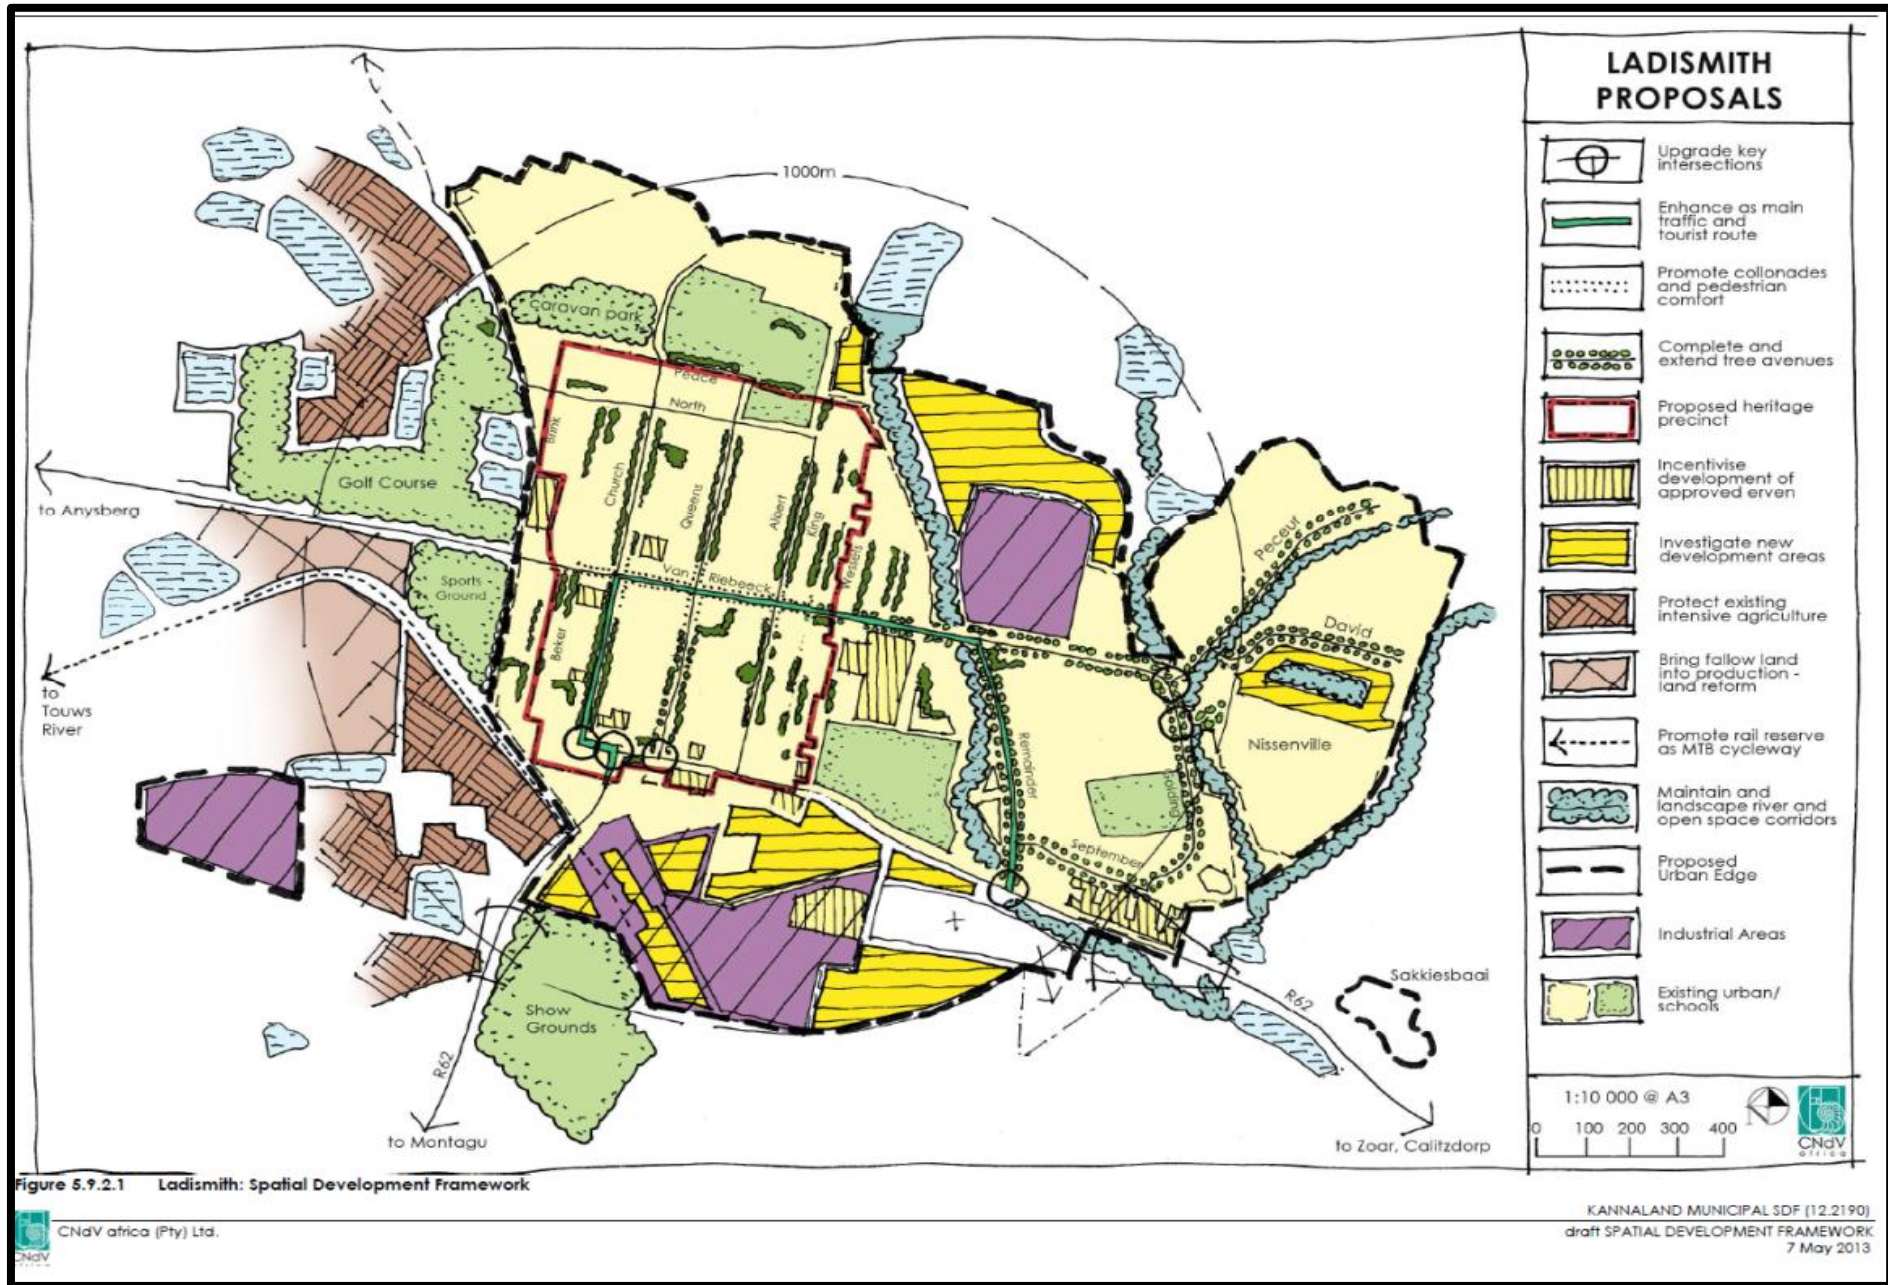 LADISMITH
PROPOSALS
Upgrade key
intersections
Enhance as main
traffic and
tourist route
Promote collonades
and pedestrian
comfort
Complete and
extend tree avenues
Proposed heritage
precinct
Incentivise
development of
approved erven
Investigate new
development areas
Protect existing
intensive agriculture
Bring fallow land
into production -
land reform
Promote rail reserve
as MTB cycleway
Maintain and
landscape river and
open space corridors
Proposed
Urban Edge
Industrial Areas
Existing urban/
schools
1:10 000 @ A3
0 100 200 300 400
CNdV
africa
1000m
Caravan park
Peace
North
Brink
Church
Queens
Albert
King
Wessels
Golf Course
to Anysberg
Sports
Ground
Van Riebeeck
Beker
to
Touws
River
Peceur
David
Nissenville
Remainder
Golding
September
Show
Grounds
R62
to Montagu
Sakkiesbaai
R62
to Zoar, Calitzdorp
Figure 5.9.2.1 Ladismith: Spatial Development Framework
CNdV
CNdV africa (Pty) Ltd.
KANNALAND MUNICIPAL SDF (12.2190)
draft SPATIAL DEVELOPMENT FRAMEWORK
7 May 2013